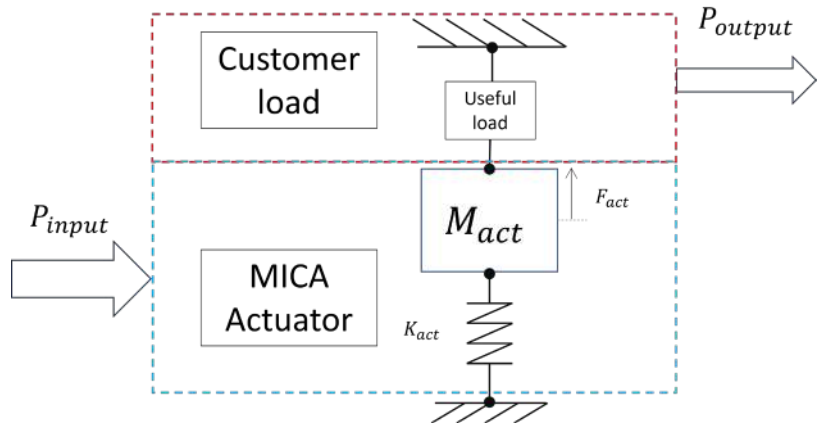 P_output
Customer
load
Useful
load
F_act
P_input
M_act
MICA
Actuator
K_act